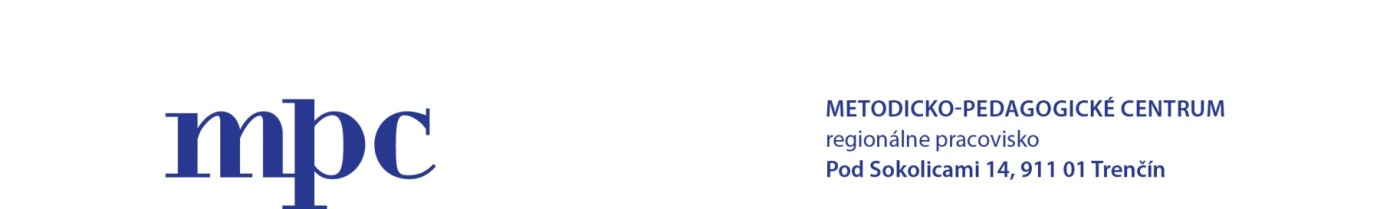 mpc
METODICKO-PEDAGOGICKÉ CENTRUM
regionálne pracovisko
Pod Sokolicami 14, 911 01 Trenčín